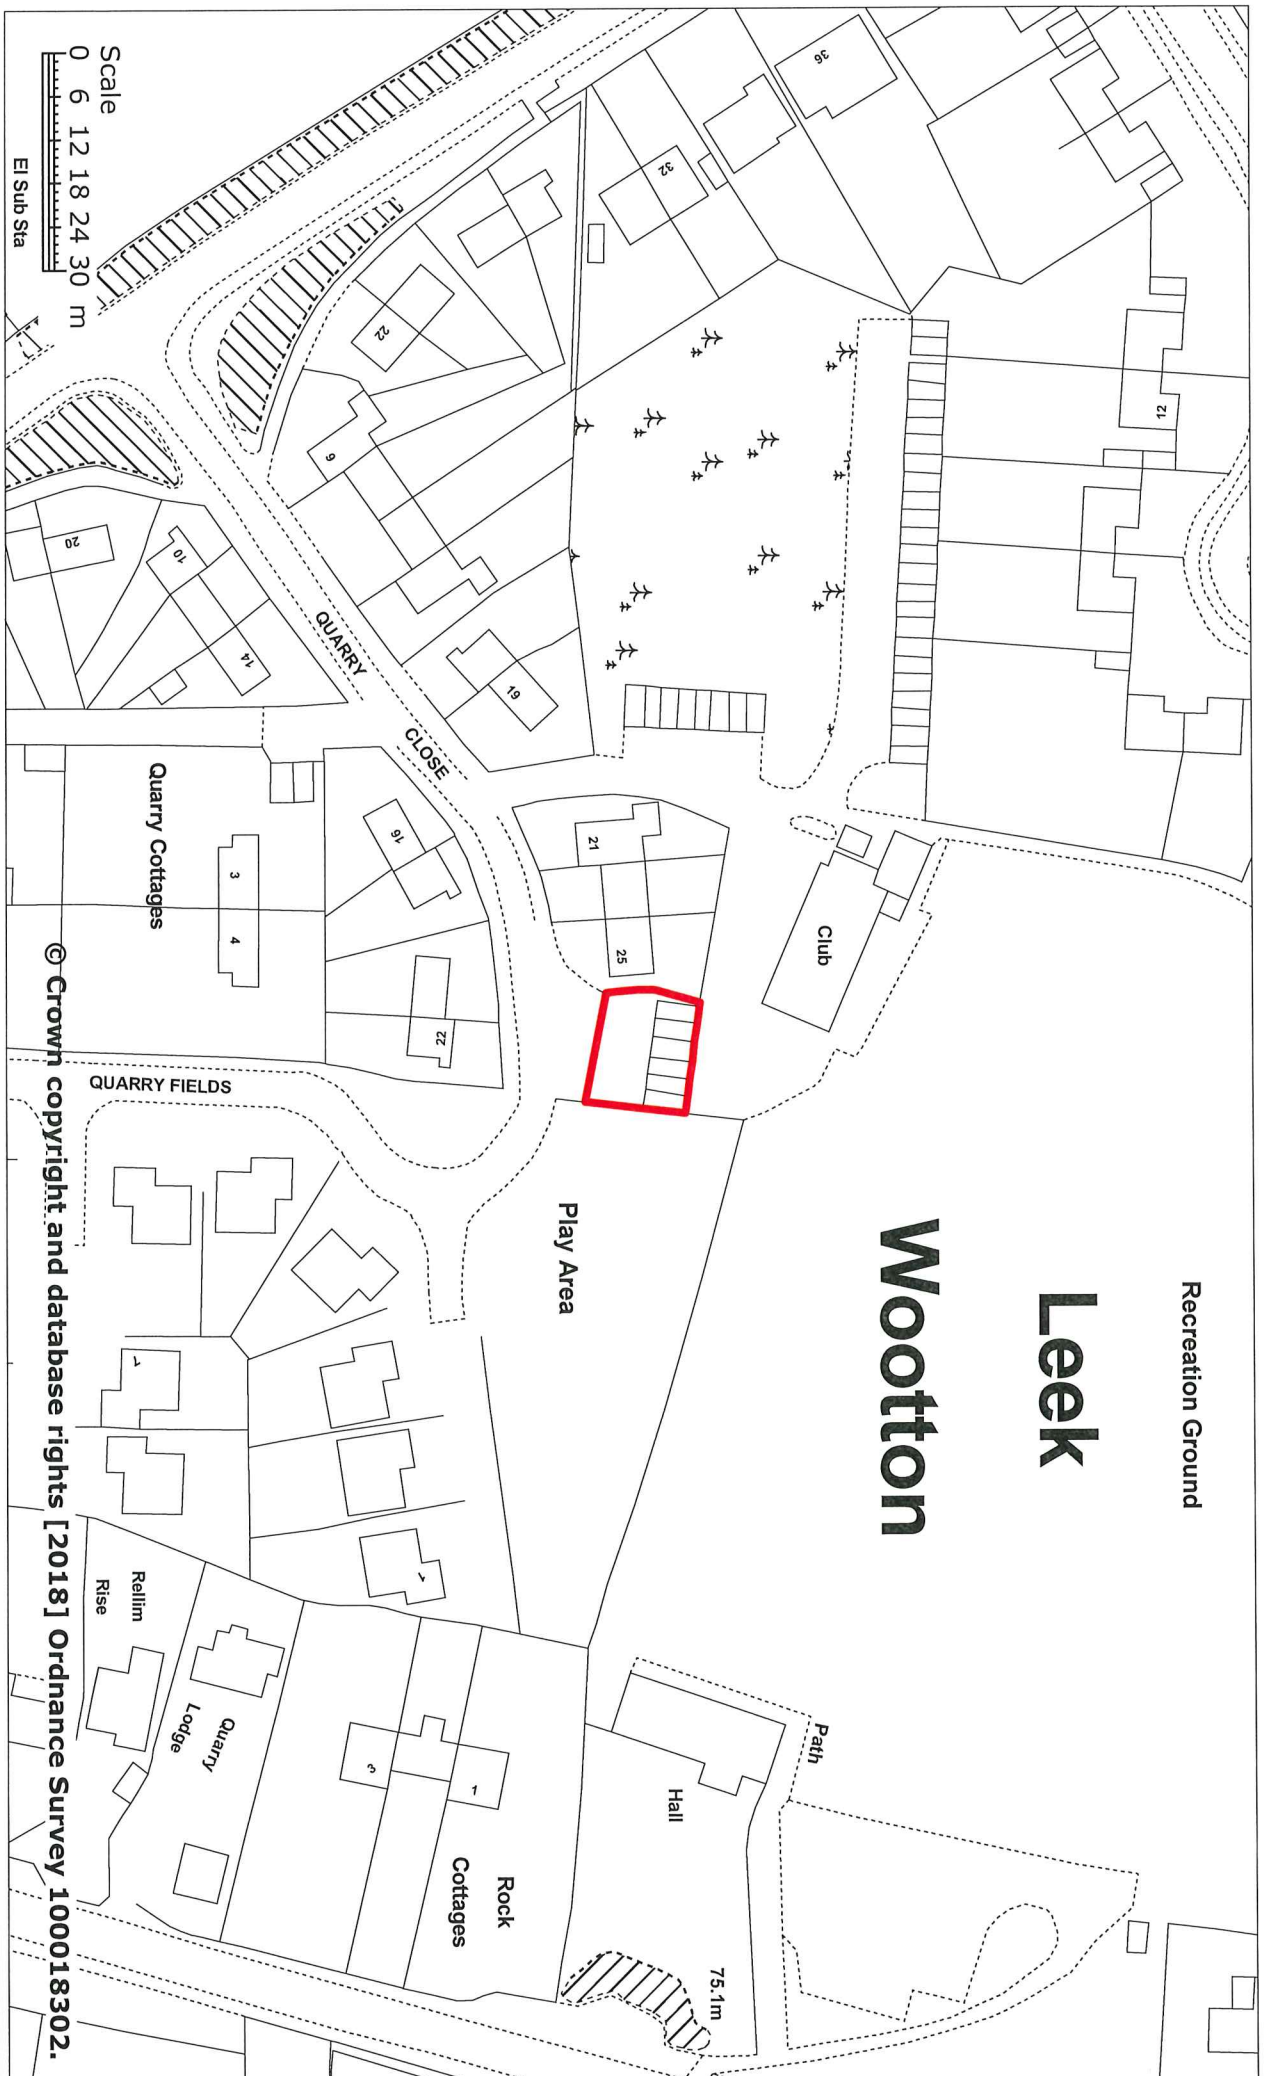 Recreation Ground
Leek
Wootton
Club
Play Area
Path
Hall
75.1m
Rock
Cottages
1
3
Quarry
Lodge
Rellim
Rise
1
1
QUARRY FIELDS
QUARRY
CLOSE
Quarry Cottages
3
4
16
22
21
25
19
14
10
20
9
22
32
36
12
El Sub Sta
Scale
0 6 12 18 24 30 m
© Crown copyright and database rights [2018] Ordnance Survey 100018302.